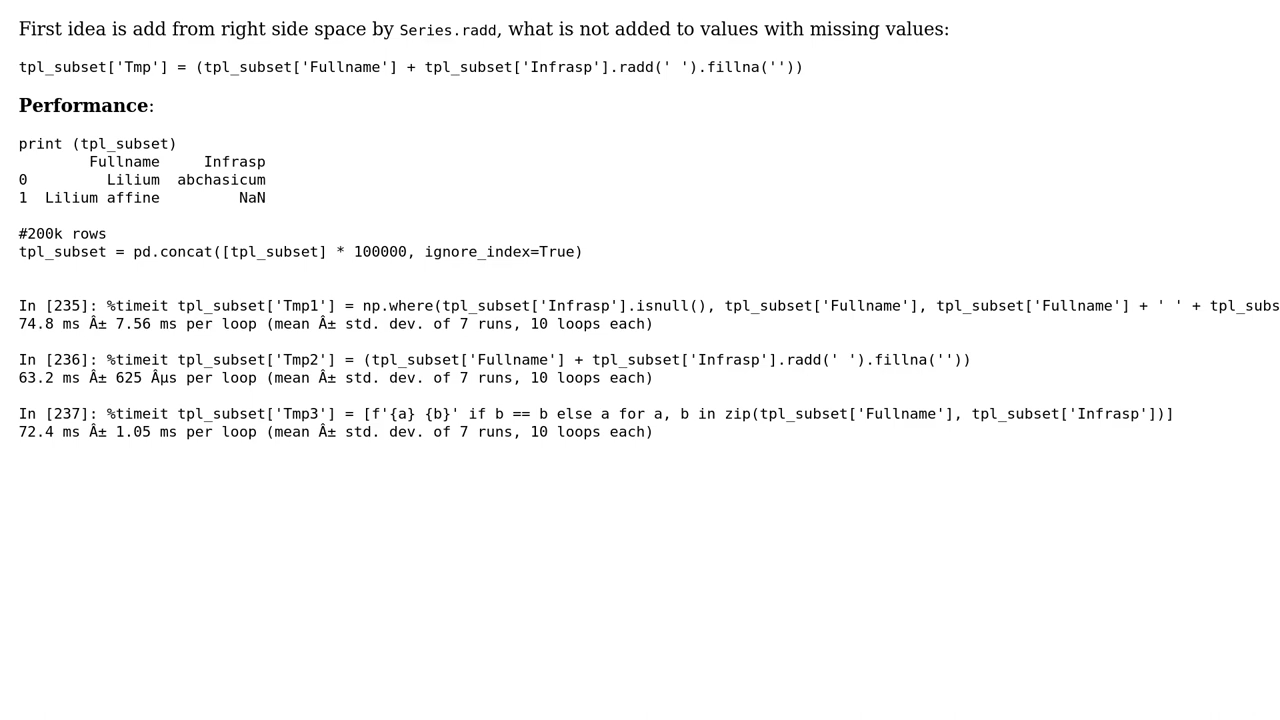 First idea is add from right side space by Series.radd, what is not added to values with missing values:
tpl_subset['Tmp'] = (tpl_subset['Fullname'] + tpl_subset['Infrasp'].radd(' ').fillna(''))
Performance:
print (tpl_subset)
        Fullname     Infrasp
0         Lilium  abchasicum
1  Lilium affine         NaN
#200k rows
tpl_subset = pd.concat([tpl_subset] * 100000, ignore_index=True)
In [235]: %timeit tpl_subset['Tmp1'] = np.where(tpl_subset['Infrasp'].isnull(), tpl_subset['Fullname'], tpl_subset['Fullname'] + ' ' + tpl_subs
74.8 ms Â± 7.56 ms per loop (mean Â± std. dev. of 7 runs, 10 loops each)
In [236]: %timeit tpl_subset['Tmp2'] = (tpl_subset['Fullname'] + tpl_subset['Infrasp'].radd(' ').fillna(''))
63.2 ms Â± 625 Âµs per loop (mean Â± std. dev. of 7 runs, 10 loops each)
In [237]: %timeit tpl_subset['Tmp3'] = [f'{a} {b}' if b == b else a for a, b in zip(tpl_subset['Fullname'], tpl_subset['Infrasp'])]
72.4 ms Â± 1.05 ms per loop (mean Â± std. dev. of 7 runs, 10 loops each)